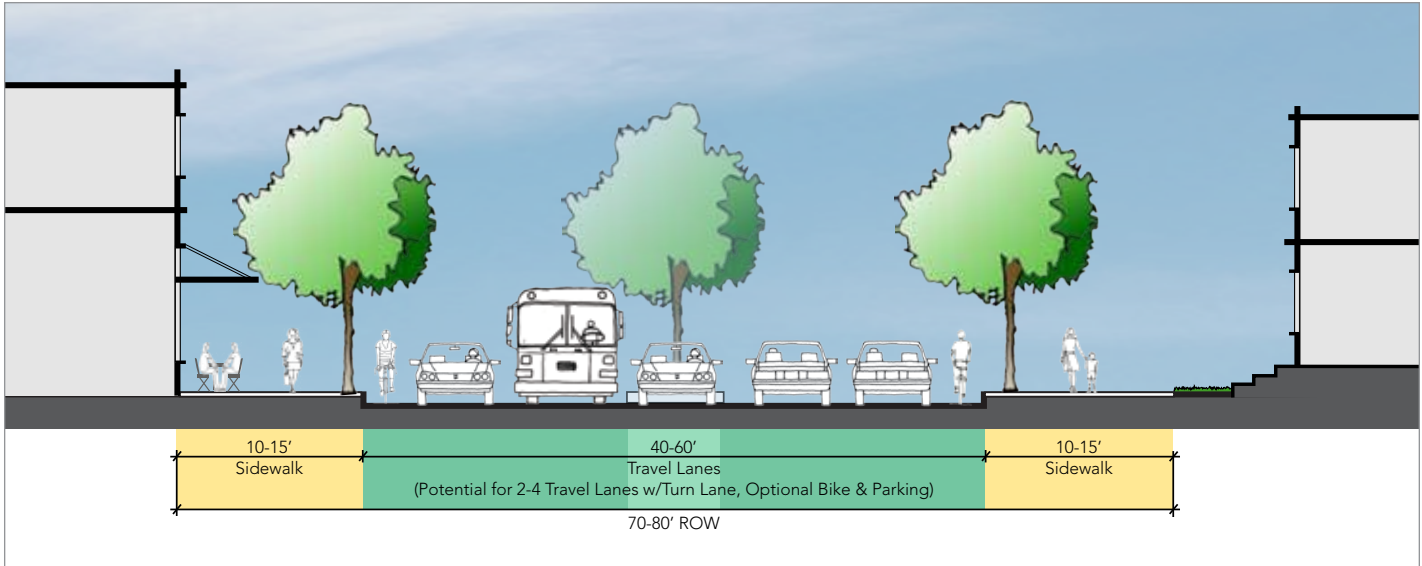 10-15’
Sidewalk
40-60’
Travel Lanes
(Potential for 2-4 Travel Lanes w/Turn Lane, Optional Bike & Parking)
10-15’
Sidewalk
70-80’ ROW